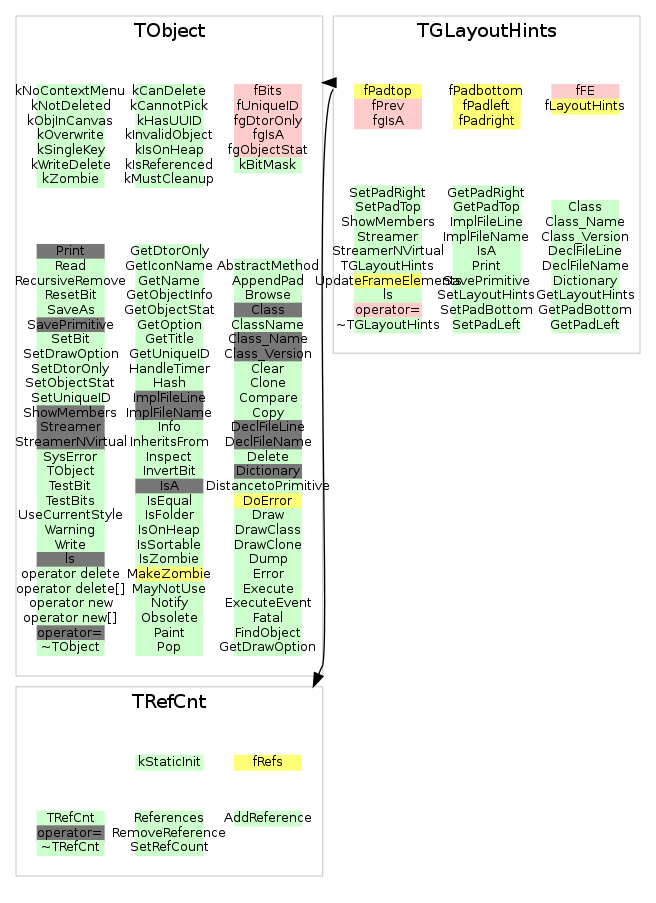 TObject
kNoContextMenu kCanDelete fBits
kNotDeleted kCannotPick fUniqueID
kObjInCanvas kHasUUID fgDtorOnly
kOverwrite kInvalidObject fgIsA
kSingleKey kIsOnHeap fgObjectStat
kWriteDelete kIsReferenced kBitMask
kZombie kMustCleanup
Print GetDtorOnly
Read GetIconName AbstractMethod
RecursiveRemove GetName AppendPad
ResetBit GetObjectInfo Browse
SaveAs GetObjectStat Class
SavePrimitive GetOption ClassName
SetBit GetTitle Class_Name
SetDrawOption GetUniqueID Class_Version
SetDtorOnly HandleTimer Clear
SetObjectStat Hash Clone
SetUniqueID ImplFileLine Compare
ShowMembers ImplFileName Copy
Streamer Info DeclFileLine
StreamerNVirtual InheritsFrom DeclFileName
SysError Inspect Delete
TObject InvertBit Dictionary
TestBit IsA DistancetoPrimitive
TestBits IsEqual DoError
UseCurrentStyle IsFolder Draw
Warning IsOnHeap DrawClass
Write IsSortable DrawClone
ls IsZombie Dump
operator delete MakeZombie Error
operator delete[] MayNotUse Execute
operator new Notify ExecuteEvent
operator new[] Obsolete Fatal
operator= Paint FindObject
~TObject Pop GetDrawOption
TGLayoutHints
fPadtop fPadbottom fFE
fPrev fPadleft fLayoutHints
fgIsA fPadright
SetPadRight GetPadRight
SetPadTop GetPadTop Class
ShowMembers ImplFileLine Class_Name
Streamer ImplFileName Class_Version
StreamerNVirtual IsA DeclFileLine
TGLayoutHints Print DeclFileName
UpdateFrameElements SavePrimitive Dictionary
ls SetLayoutHints GetLayoutHints
operator= SetPadBottom GetPadBottom
~TGLayoutHints SetPadLeft GetPadLeft
TRefCnt
kStaticInit fRefs
TRefCnt References AddReference
operator= RemoveReference
~TRefCnt SetRefCount